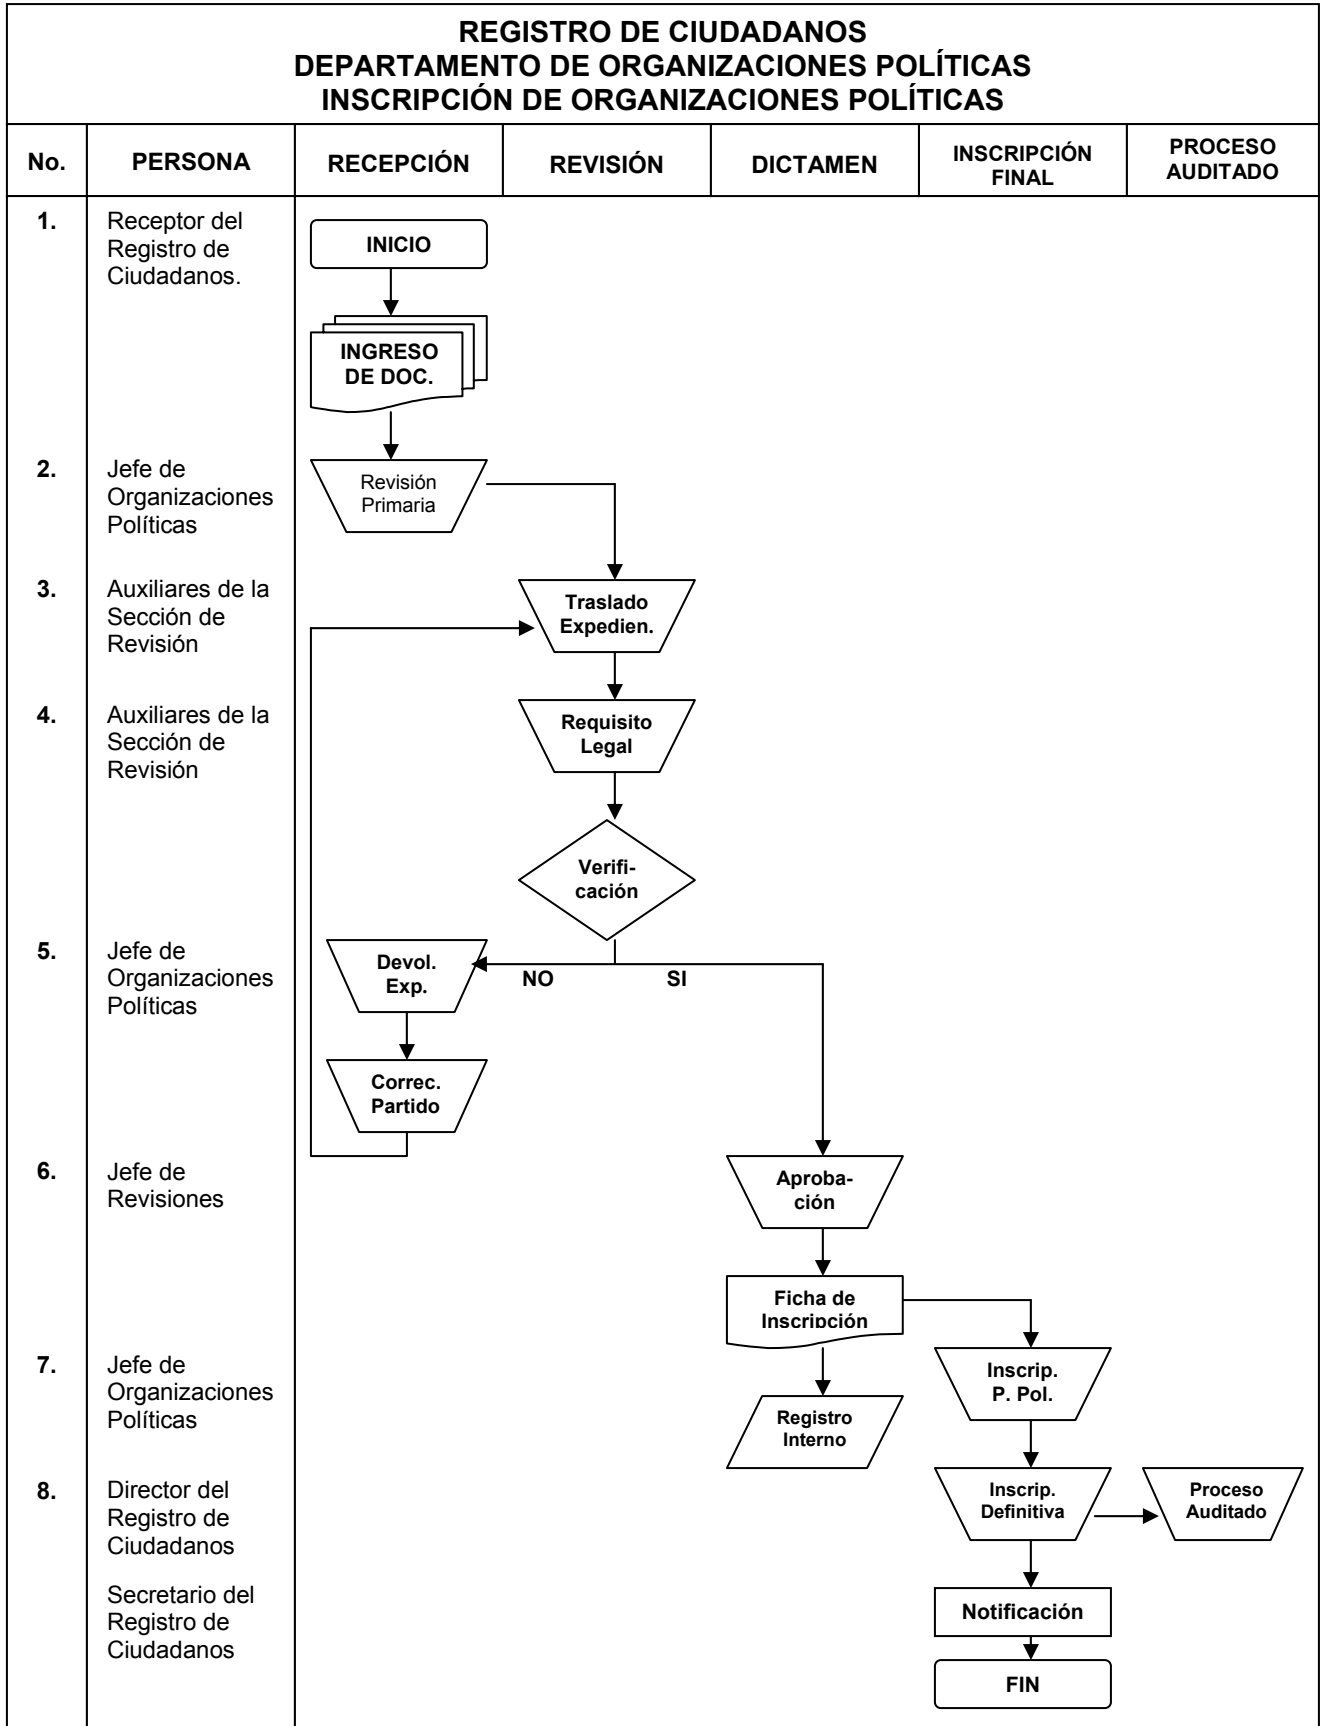 REGISTRO DE CIUDADANOS
DEPARTAMENTO DE ORGANIZACIONES POLÍTICAS
INSCRIPCIÓN DE ORGANIZACIONES POLÍTICAS
No.
PERSONA
RECEPCIÓN
REVISIÓN
DICTAMEN
INSCRIPCIÓN
FINAL
PROCESO
AUDITADO
1.
Receptor del
Registro de
Ciudadanos.
INICIO
INGRESO
DE DOC.
2.
Jefe de
Organizaciones
Políticas
Revisión
Primaria
3.
Auxiliares de la
Sección de
Revisión
Traslado
Expedien.
4.
Auxiliares de la
Sección de
Revisión
Requisito
Legal
Verifi-
cación
5.
Jefe de
Organizaciones
Políticas
Devol.
Exp.
NO
SI
Correc.
Partido
6.
Jefe de
Revisiones
Aproba-
ción
Ficha de
Inscripción
7.
Jefe de
Organizaciones
Políticas
Registro
Interno
Inscrip.
P. Pol.
8.
Director del
Registro de
Ciudadanos
Inscrip.
Definitiva
Proceso
Auditado
Secretario del
Registro de
Ciudadanos
Notificación
FIN